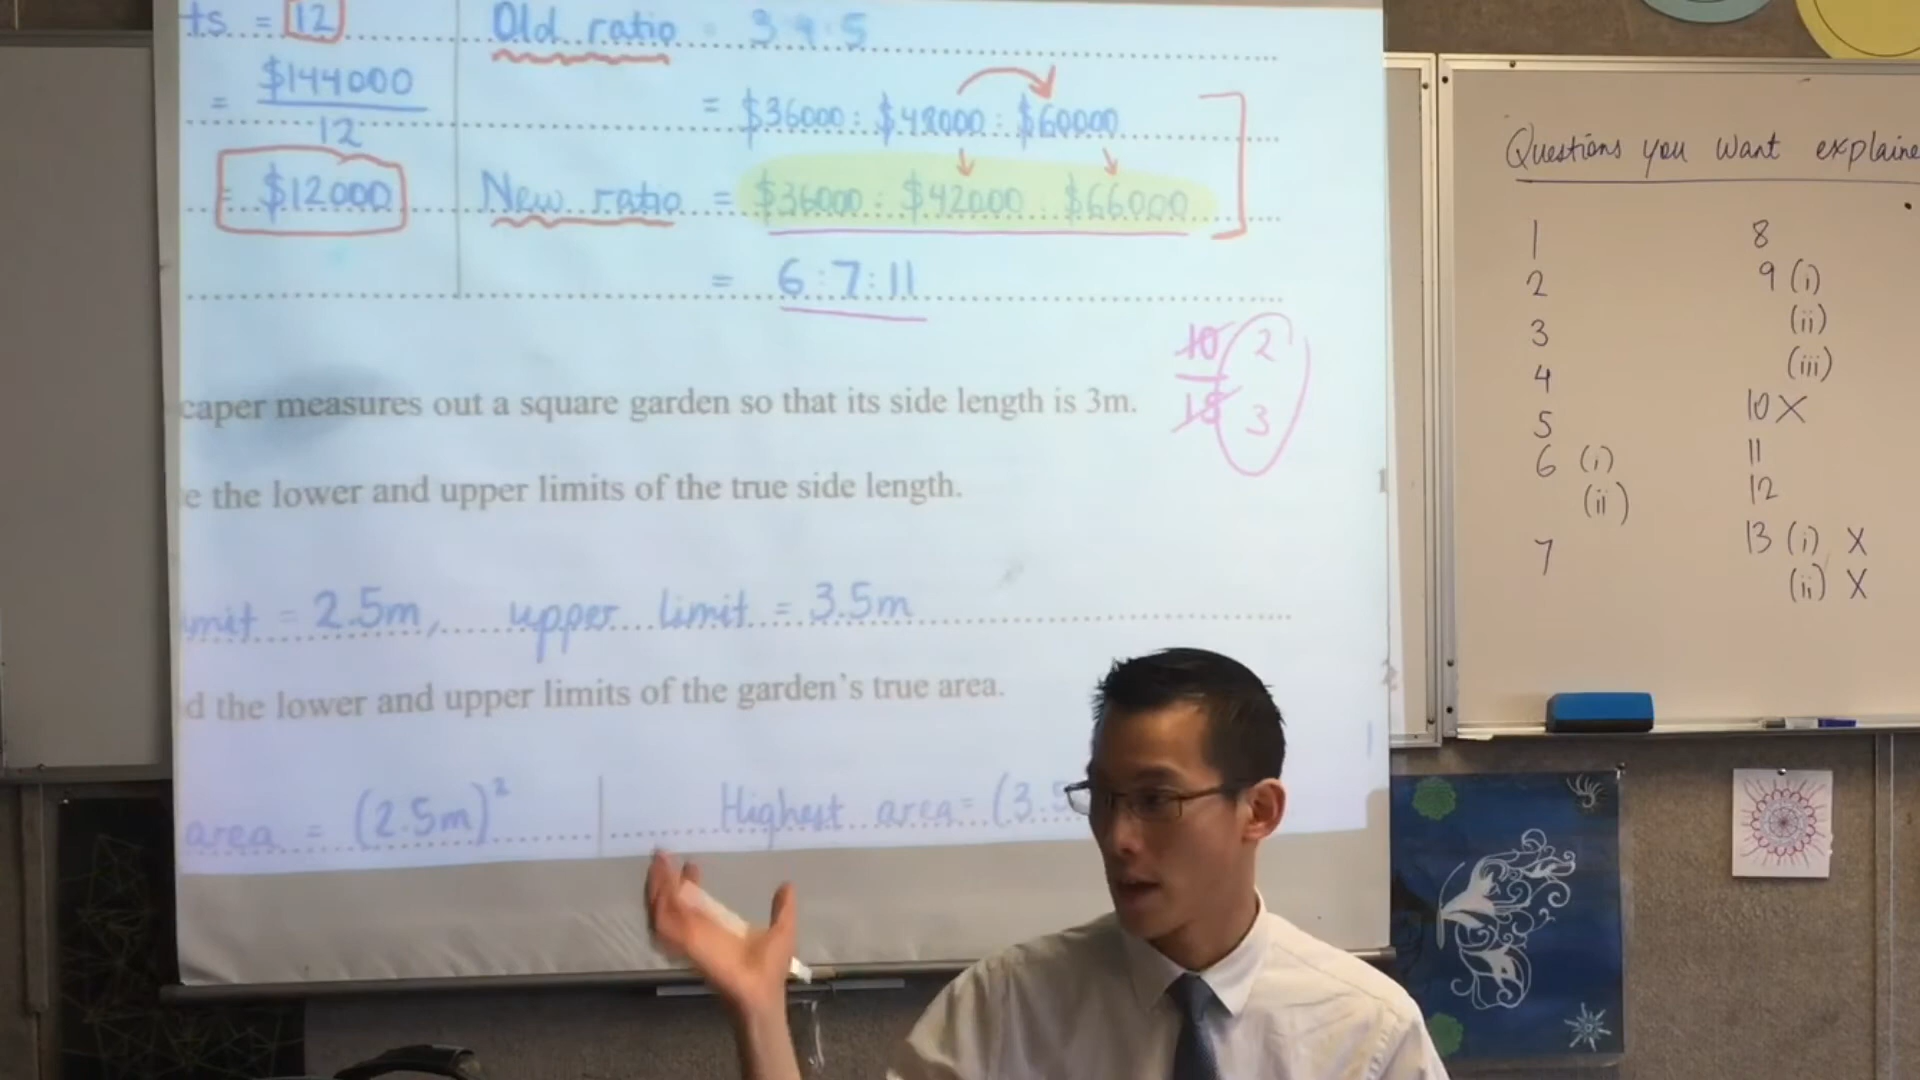 ts = 12
Old ratio = 3:4:5
= $144000
12
= $36000 : $48000 : $60000
= $12000
New ratio = $36000 : $42000 : $66000
= 6:7:11
10 2
15 3
caper measures out a square garden so that its side length is 3m.
e the lower and upper limits of the true side length. 1
imit = 2.5m, upper limit = 3.5m
d the lower and upper limits of the garden's true area. 2
area = (2.5m)²
Highest area = (3.5
Questions you want explaine
1
2
3
4
5
6 (i)
(ii)
7
8
9 (i)
(ii)
(iii)
10 X
11
12
13 (i) X
(ii) X